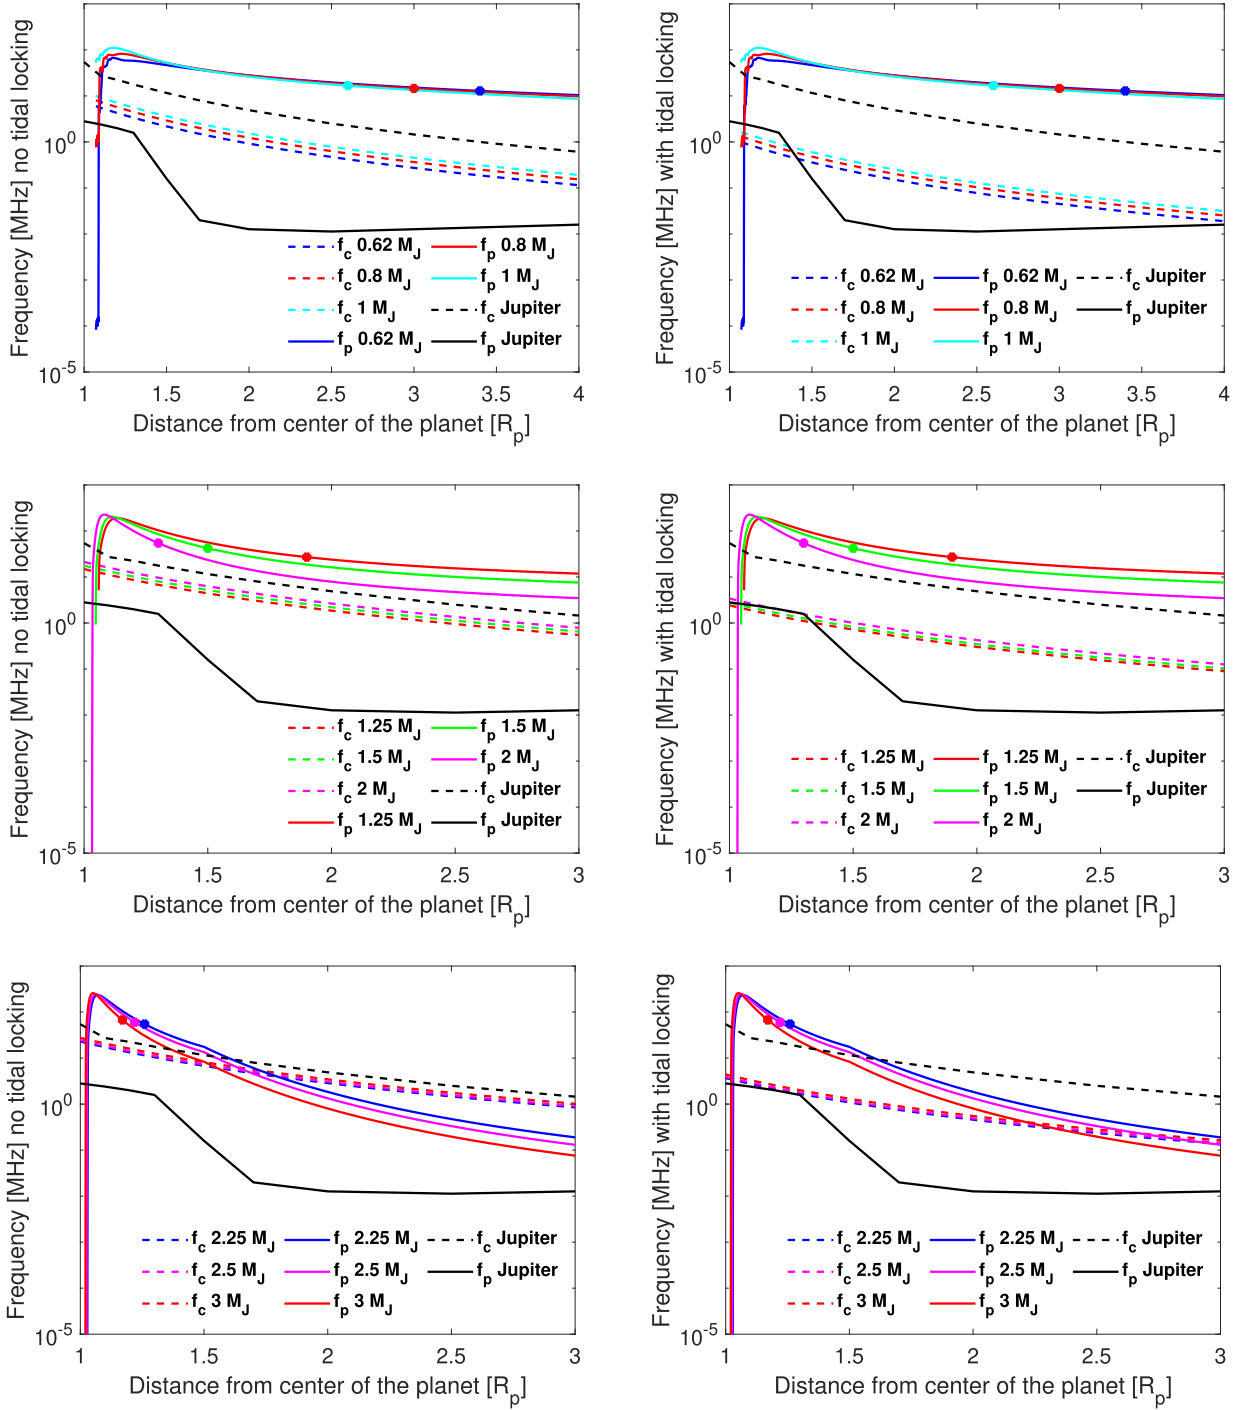 Frequency [MHz] no tidal locking
10^0
10^-5
f_c 0.62 M_J f_p 0.8 M_J
f_c 0.8 M_J f_p 1 M_J
f_c 1 M_J f_c Jupiter
f_p 0.62 M_J f_p Jupiter
1 1.5 2 2.5 3 3.5 4
Distance from center of the planet [R_p]
Frequency [MHz] with tidal locking
10^0
10^-5
f_c 0.62 M_J f_p 0.62 M_J f_c Jupiter
f_c 0.8 M_J f_p 0.8 M_J f_p Jupiter
f_c 1 M_J f_p 1 M_J
1 1.5 2 2.5 3 3.5 4
Distance from center of the planet [R_p]
Frequency [MHz] no tidal locking
10^0
10^-5
f_c 1.25 M_J f_p 1.5 M_J
f_c 1.5 M_J f_p 2 M_J
f_c 2 M_J f_c Jupiter
f_p 1.25 M_J f_p Jupiter
1 1.5 2 2.5 3
Distance from center of the planet [R_p]
Frequency [MHz] with tidal locking
10^0
10^-5
f_c 1.25 M_J f_p 1.25 M_J f_c Jupiter
f_c 1.5 M_J f_p 1.5 M_J f_p Jupiter
f_c 2 M_J f_p 2 M_J
1 1.5 2 2.5 3
Distance from center of the planet [R_p]
Frequency [MHz] no tidal locking
10^0
10^-5
f_c 2.25 M_J f_p 2.25 M_J f_c Jupiter
f_c 2.5 M_J f_p 2.5 M_J f_p Jupiter
f_c 3 M_J f_p 3 M_J
1 1.5 2 2.5 3
Distance from center of the planet [R_p]
Frequency [MHz] with tidal locking
10^0
10^-5
f_c 2.25 M_J f_p 2.25 M_J f_c Jupiter
f_c 2.5 M_J f_p 2.5 M_J f_p Jupiter
f_c 3 M_J f_p 3 M_J
1 1.5 2 2.5 3
Distance from center of the planet [R_p]